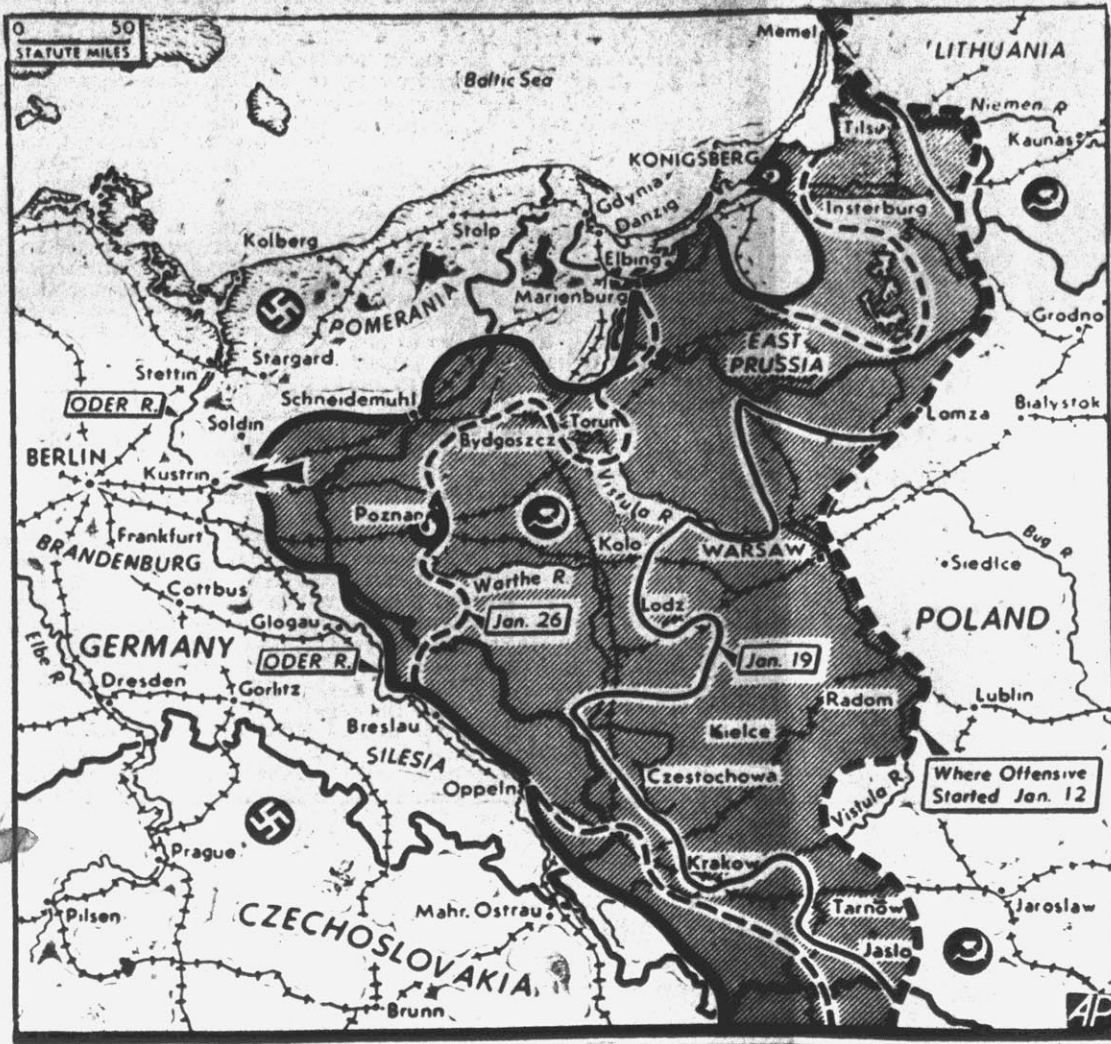 0 50
STATUTE MILES
Memel
LITHUANIA
Baltic Sea
Niemen R
Tilsit
Kaunas
KONIGSBERG
Gdynia
Danzig
Insterburg
Kolberg
Stolp
Elbing
Marienburg
POMERANIA
Grodno
EAST
PRUSSIA
Stargard
Stettin
Schneidemuhl
ODER R.
Lomza
Bialystok
Soldin
Torun
Bydgoszcz
BERLIN
Kustrin
Vistula R
Poznan
Frankfurt
Kolo
WARSAW
Bug R
BRANDENBURG
Siedlce
Warthe R.
Cottbus
Lodz
Jan. 26
Glogau
POLAND
Elbe R
GERMANY
ODER R.
Jan. 19
Dresden
Gorlitz
Radom
Lublin
Breslau
Kielce
SILESIA
Czestochowa
Where Offensive
Started Jan. 12
Oppeln
Vistula R
Prague
Krakow
Pilsen
Mahr. Ostrau
Tarnow
Jaroslaw
CZECHOSLOVAKIA
Jaslo
Brunn
AP